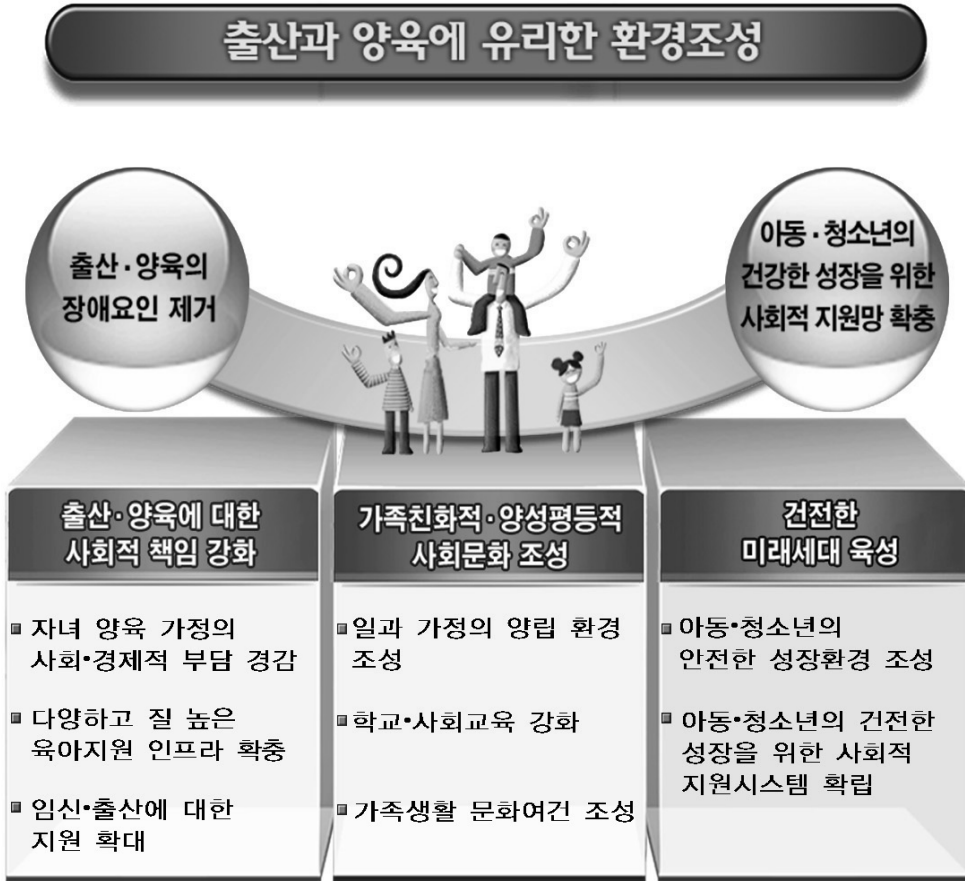 출산과 양육에 유리한 환경조성
출산·양육의
장애요인 제거
아동·청소년의
건강한 성장을 위한
사회적 지원망 확충
출산·양육에 대한
사회적 책임 강화
▣ 자녀 양육 가정의
사회•경제적 부담 경감
▣ 다양하고 질 높은
육아지원 인프라 확충
▣ 임신•출산에 대한
지원 확대
가족친화적·양성평등적
사회문화 조성
▣ 일과 가정의 양립 환경
조성
▣ 학교•사회교육 강화
▣ 가족생활 문화여건 조성
건전한
미래세대 육성
▣ 아동•청소년의
안전한 성장환경 조성
▣ 아동•청소년의 건전한
성장을 위한 사회적
지원시스템 확립